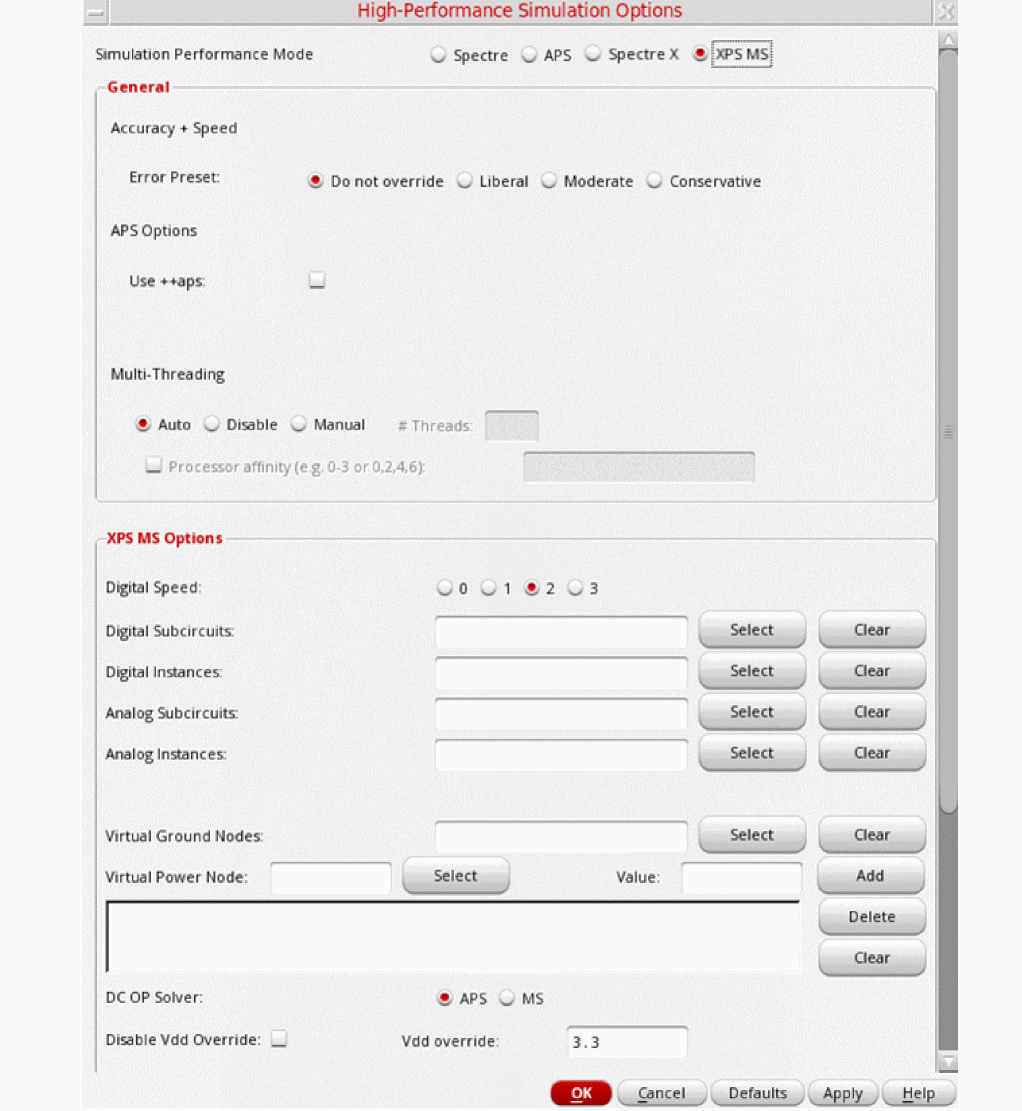 High-Performance Simulation Options
Simulation Performance Mode Spectre APS Spectre X XPS MS
General
Accuracy + Speed
Error Preset: Do not override Liberal Moderate Conservative
APS Options
Use ++aps:
Multi-Threading
Auto Disable Manual # Threads:
Processor affinity (e.g. 0-3 or 0,2,4,6):
XPS MS Options
Digital Speed: 0 1 2 3
Digital Subcircuits: Select Clear
Digital Instances: Select Clear
Analog Subcircuits: Select Clear
Analog Instances: Select Clear
Virtual Ground Nodes: Select Clear
Virtual Power Node: Select Value: Add
Delete
Clear
DC OP Solver: APS MS
Disable Vdd Override: Vdd override: 3.3
OK Cancel Defaults Apply Help